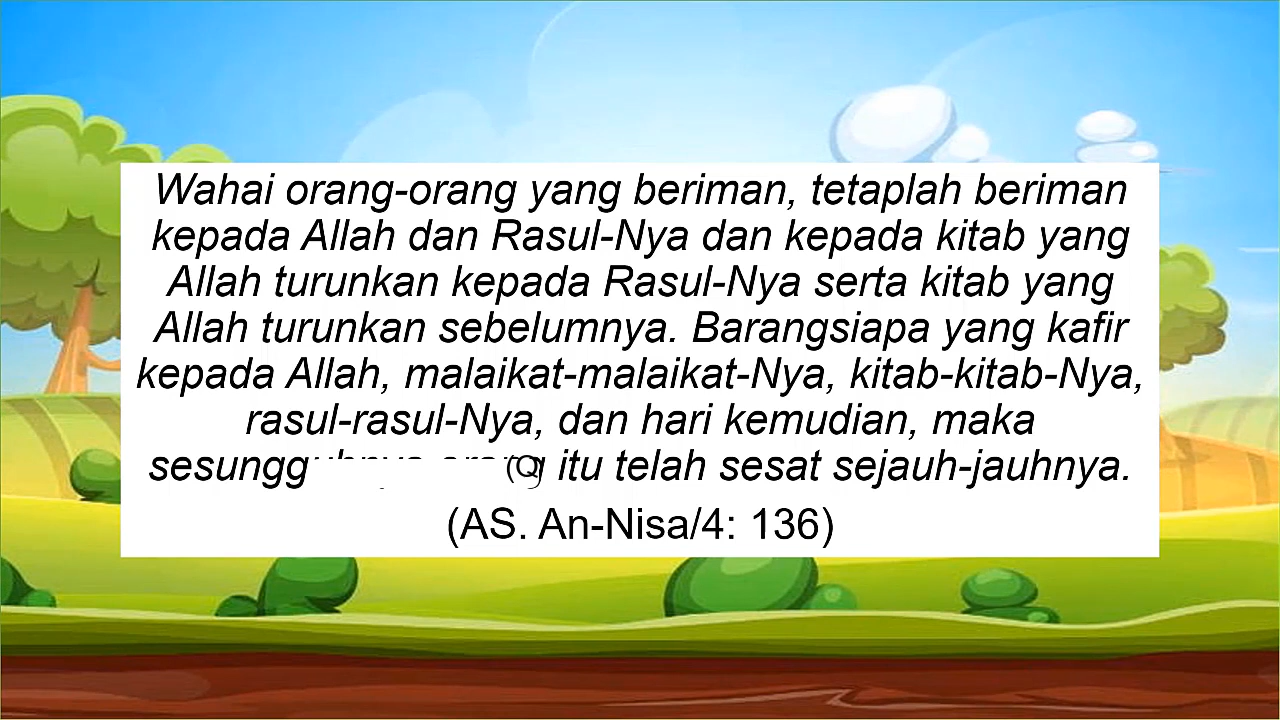 Wahai orang-orang yang beriman, tetaplah beriman
kepada Allah dan Rasul-Nya dan kepada kitab yang
Allah turunkan kepada Rasul-Nya serta kitab yang
Allah turunkan sebelumnya. Barangsiapa yang kafir
kepada Allah, malaikat-malaikat-Nya, kitab-kitab-Nya,
rasul-rasul-Nya, dan hari kemudian, maka
itu telah sesat sejauh-jauhnya.
(AS. An-Nisa/4: 136)